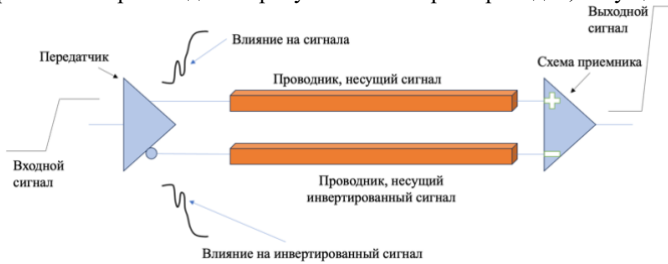 Выходной
сигнал
Влияние на сигнала
Передатчик
Схема приемника
Проводник, несущий сигнал
Входной
сигнал
Проводник, несущий
инвертированный сигнал
Влияние на инвертированный сигнал